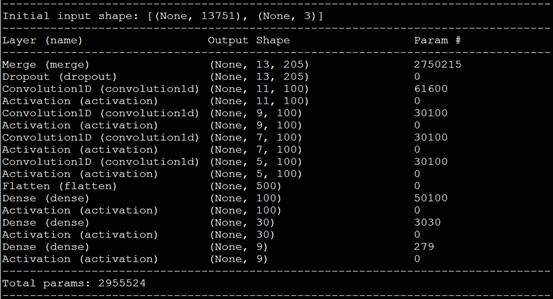 Initial input shape: [(None, 13751), (None, 3)]
Layer (name) Output Shape Param #
Merge (merge) (None, 13, 205) 2750215
Dropout (dropout) (None, 13, 205) 0
Convolution1D (convolution1d) (None, 11, 100) 61600
Activation (activation) (None, 11, 100) 0
Convolution1D (convolution1d) (None, 9, 100) 30100
Activation (activation) (None, 9, 100) 0
Convolution1D (convolution1d) (None, 7, 100) 30100
Activation (activation) (None, 7, 100) 0
Convolution1D (convolution1d) (None, 5, 100) 30100
Activation (activation) (None, 5, 100) 0
Flatten (flatten) (None, 500) 0
Dense (dense) (None, 100) 50100
Activation (activation) (None, 100) 0
Dense (dense) (None, 30) 3030
Activation (activation) (None, 30) 0
Dense (dense) (None, 9) 279
Activation (activation) (None, 9) 0
Total params: 2955524